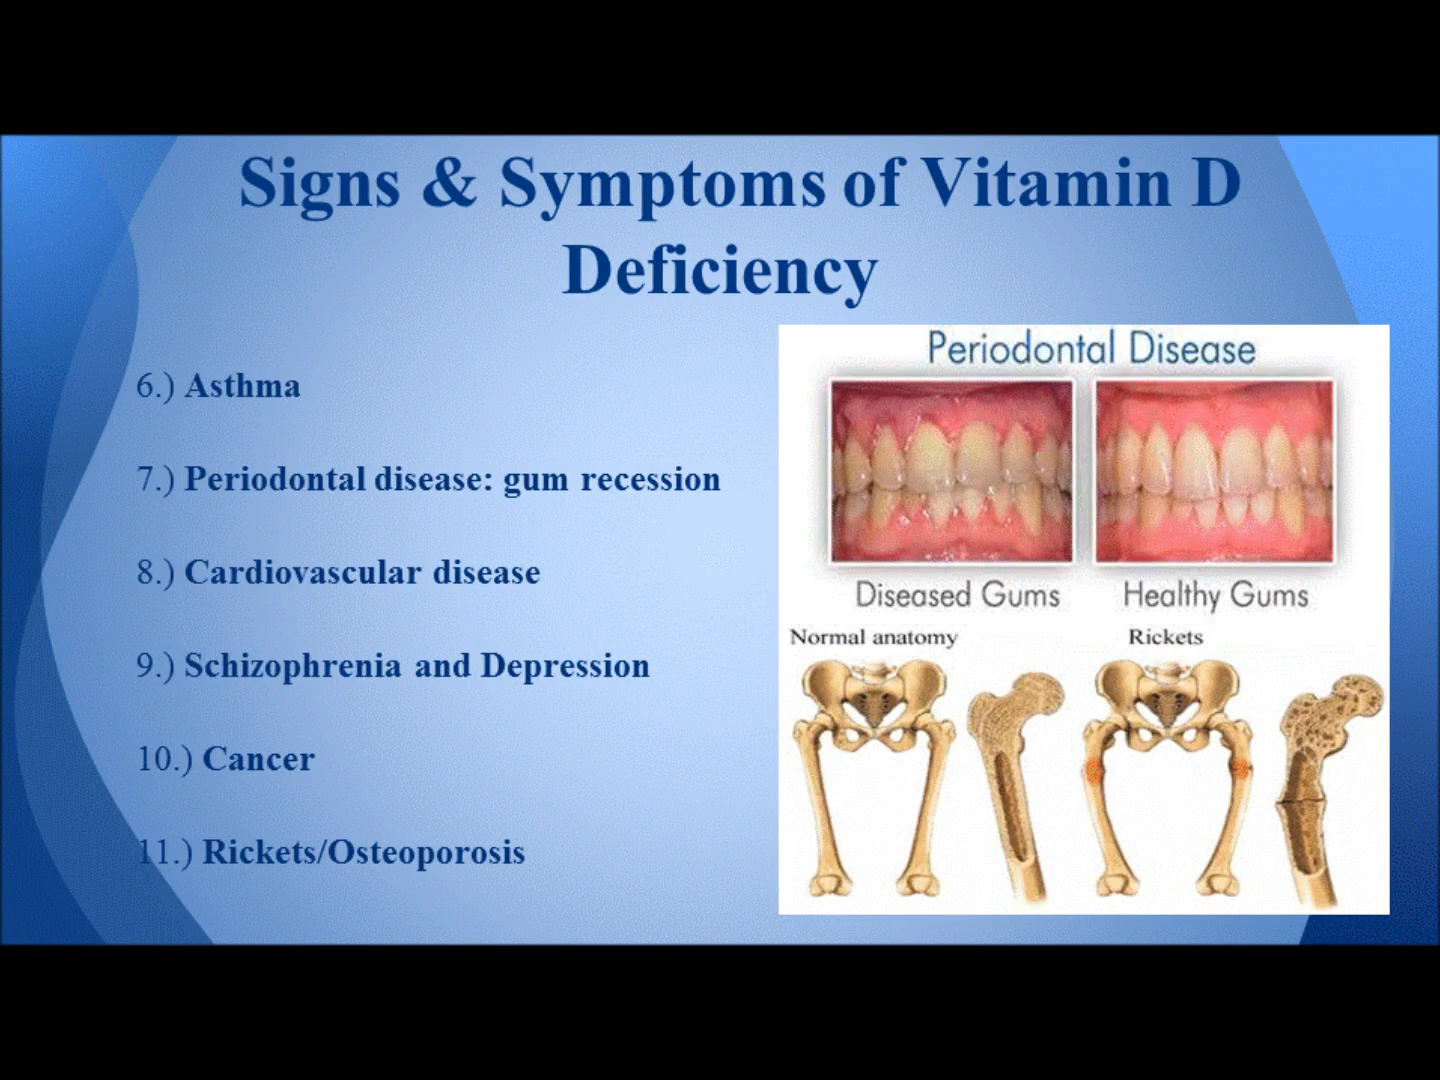 Signs & Symptoms of Vitamin D
Deficiency
6.) Asthma
7.) Periodontal disease: gum recession
8.) Cardiovascular disease
9.) Schizophrenia and Depression
10.) Cancer
11.) Rickets/Osteoporosis
Periodontal Disease
Diseased Gums
Healthy Gums
Normal anatomy
Rickets